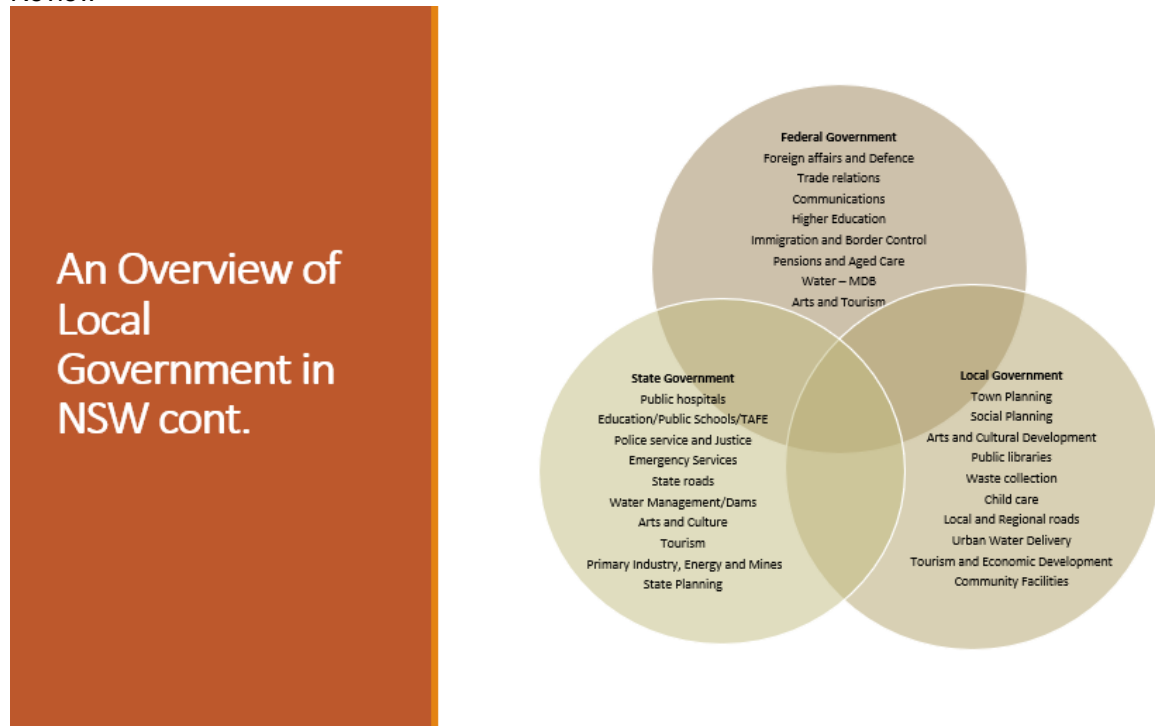 An Overview of
Local
Government in
NSW cont.
Federal Government
Foreign affairs and Defence
Trade relations
Communications
Higher Education
Immigration and Border Control
Pensions and Aged Care
Water – MDB
Arts and Tourism
State Government
Public hospitals
Education/Public Schools/TAFE
Police service and Justice
Emergency Services
State roads
Water Management/Dams
Arts and Culture
Tourism
Primary Industry, Energy and Mines
State Planning
Local Government
Town Planning
Social Planning
Arts and Cultural Development
Public libraries
Waste collection
Child care
Local and Regional roads
Urban Water Delivery
Tourism and Economic Development
Community Facilities